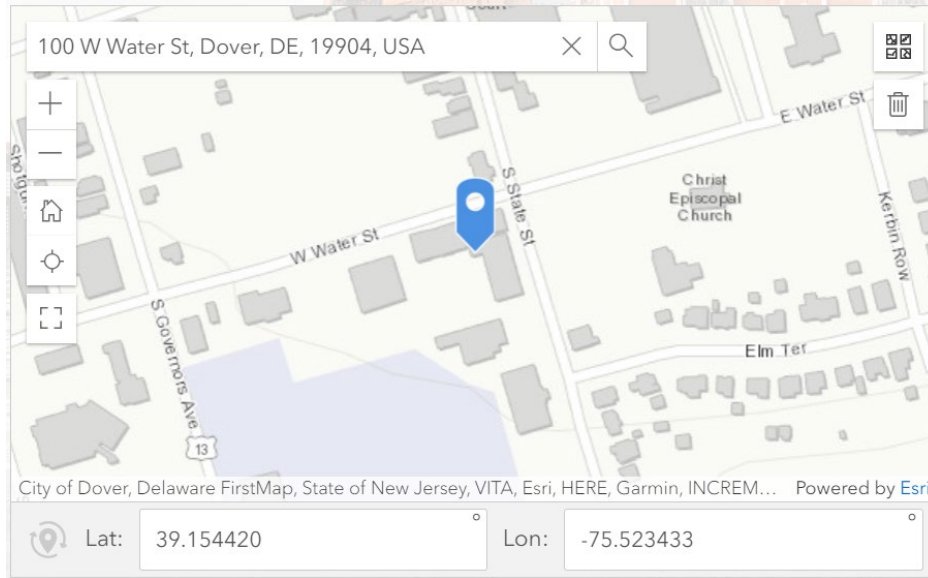 Court
100 W Water St, Dover, DE, 19904, USA
E Water St
S State St
Christ
Episcopal
Church
Kerbin Row
W Water St
S Governors Ave
Elm Ter
13
City of Dover, Delaware FirstMap, State of New Jersey, VITA, Esri, HERE, Garmin, INCREM... Powered by Esri
Lat: 39.154420 ° Lon: -75.523433 °